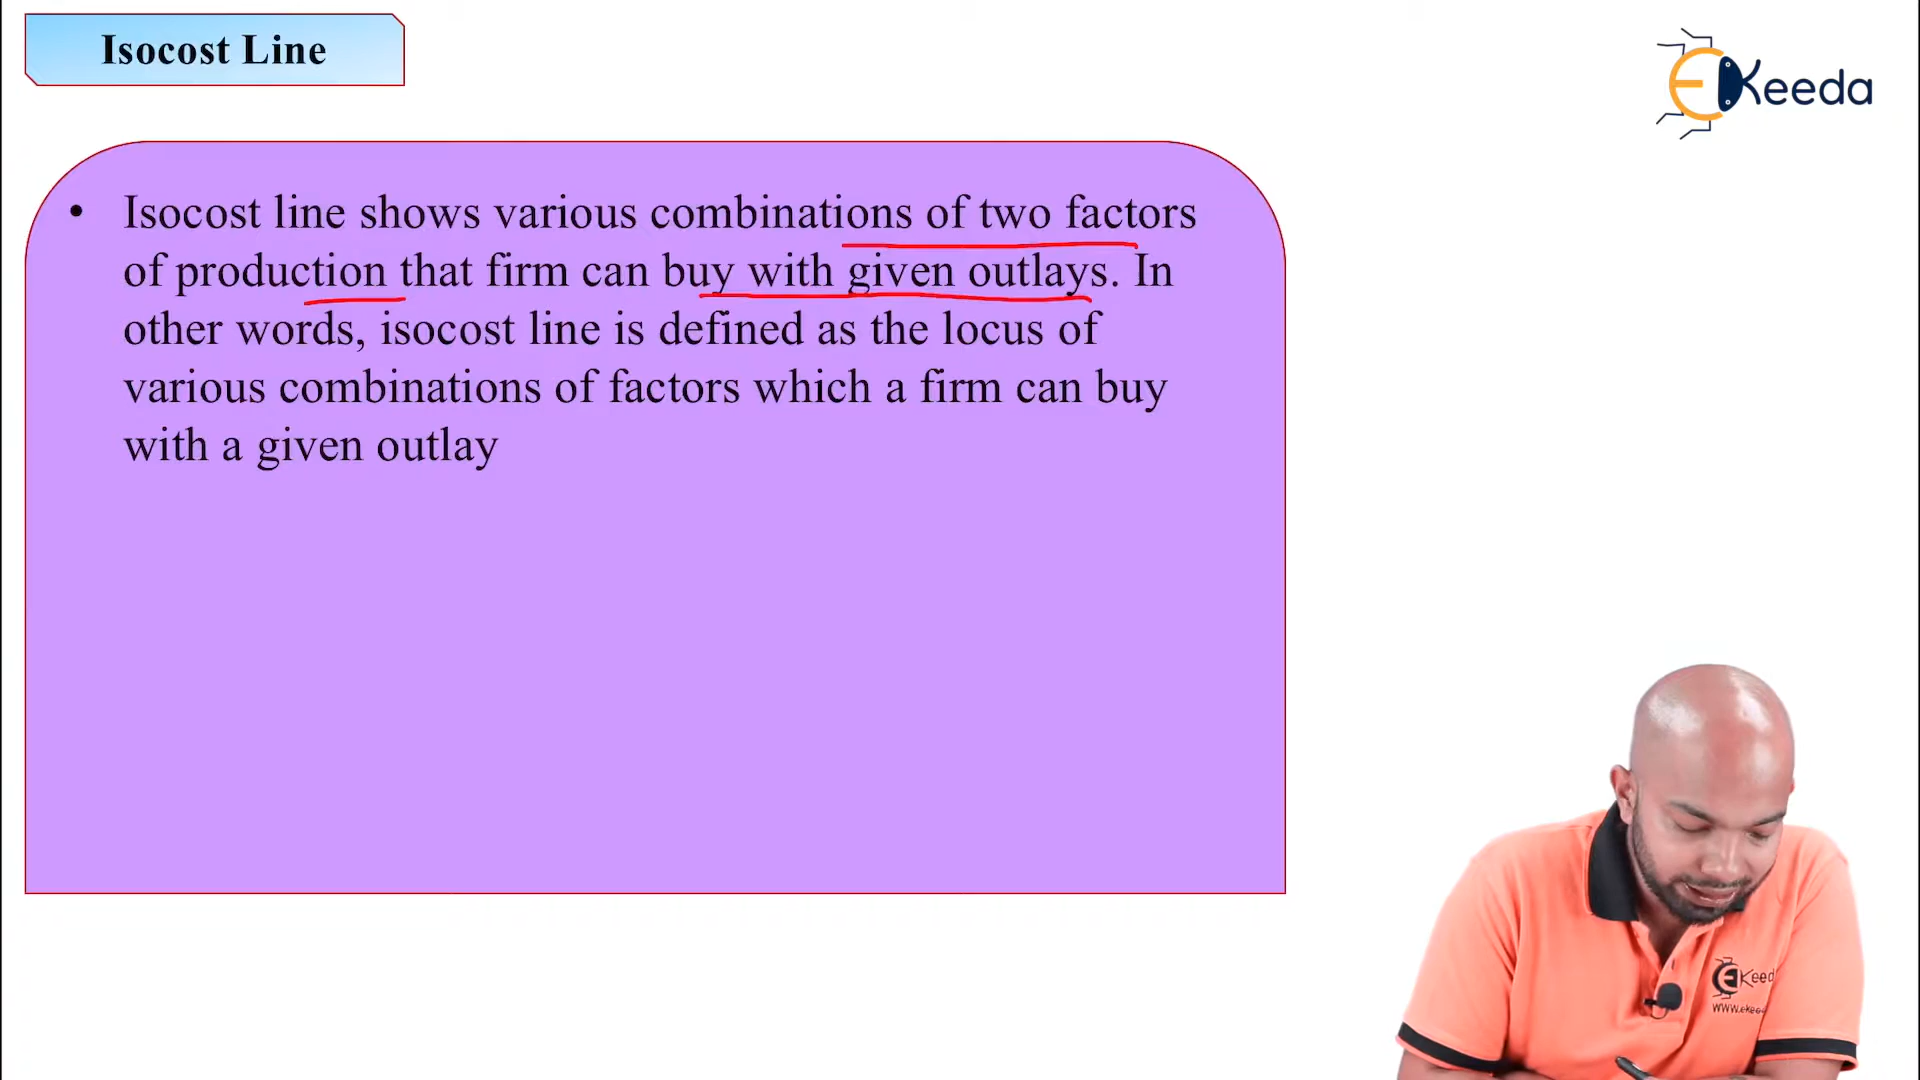 Isocost Line
EKeeda
• Isocost line shows various combinations of two factors
of production that firm can buy with given outlays. In
other words, isocost line is defined as the locus of
various combinations of factors which a firm can buy
with a given outlay